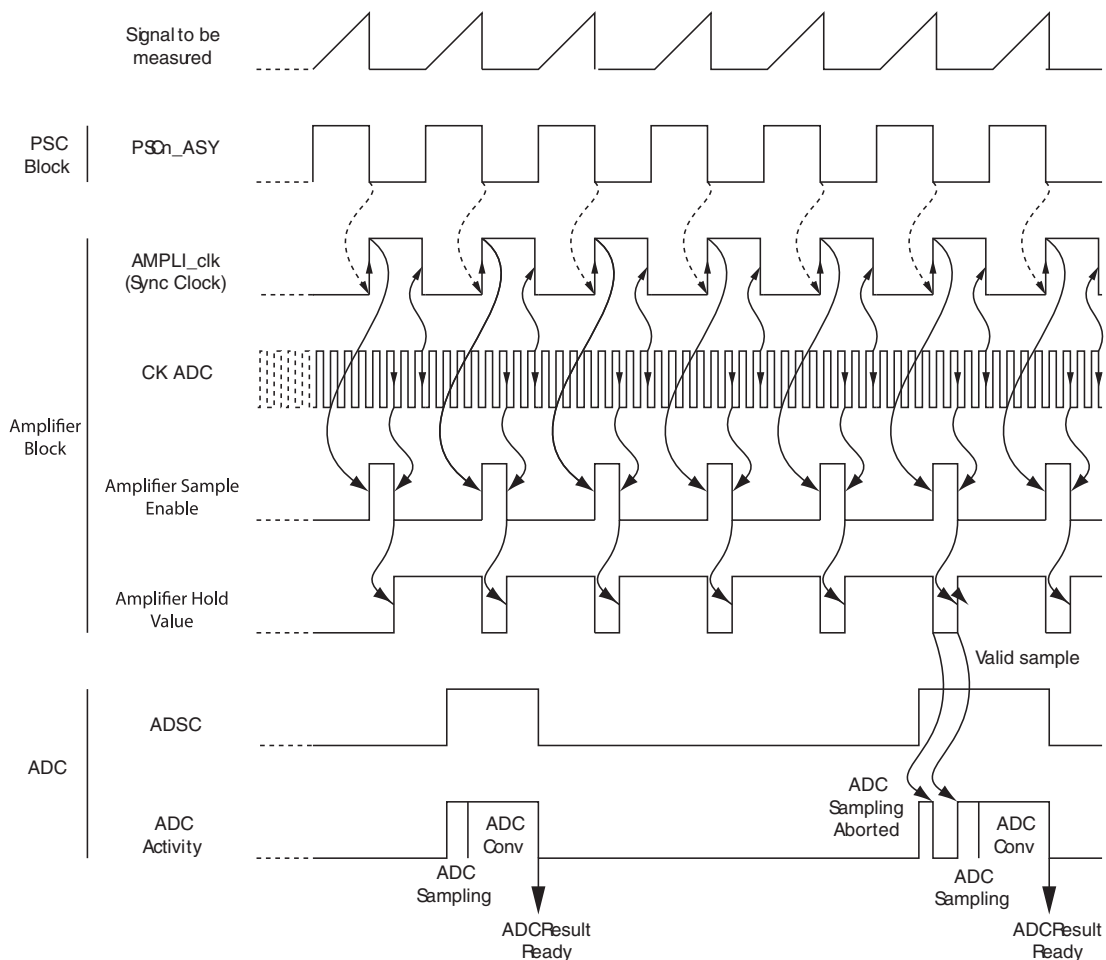 Signal to be
measured
PSC
Block
PSCn_ASY
AMPLI_clk
(Sync Clock)
CK ADC
Amplifier
Block
Amplifier Sample
Enable
Amplifier Hold
Value
Valid sample
ADSC
ADC
ADC
Activity
ADC
Conv
ADC
Sampling
ADC
Sampling
Aborted
ADC
Conv
ADC
Sampling
ADCResult
Ready
ADCResult
Ready